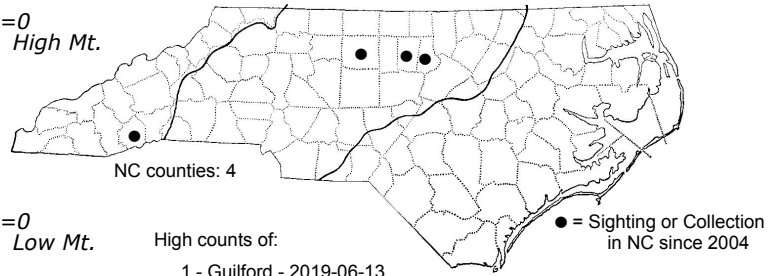 =0
High Mt.
NC counties: 4
=0
Low Mt.
High counts of:
1 - Guilford - 2019-06-13
= Sighting or Collection
in NC since 2004